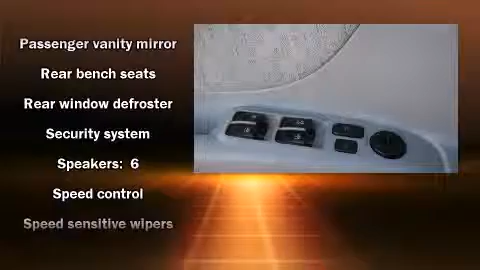 Passenger vanity mirror
Rear bench seats
Rear window defroster
Security system
Speakers: 6
Speed control
Speed sensitive wipers